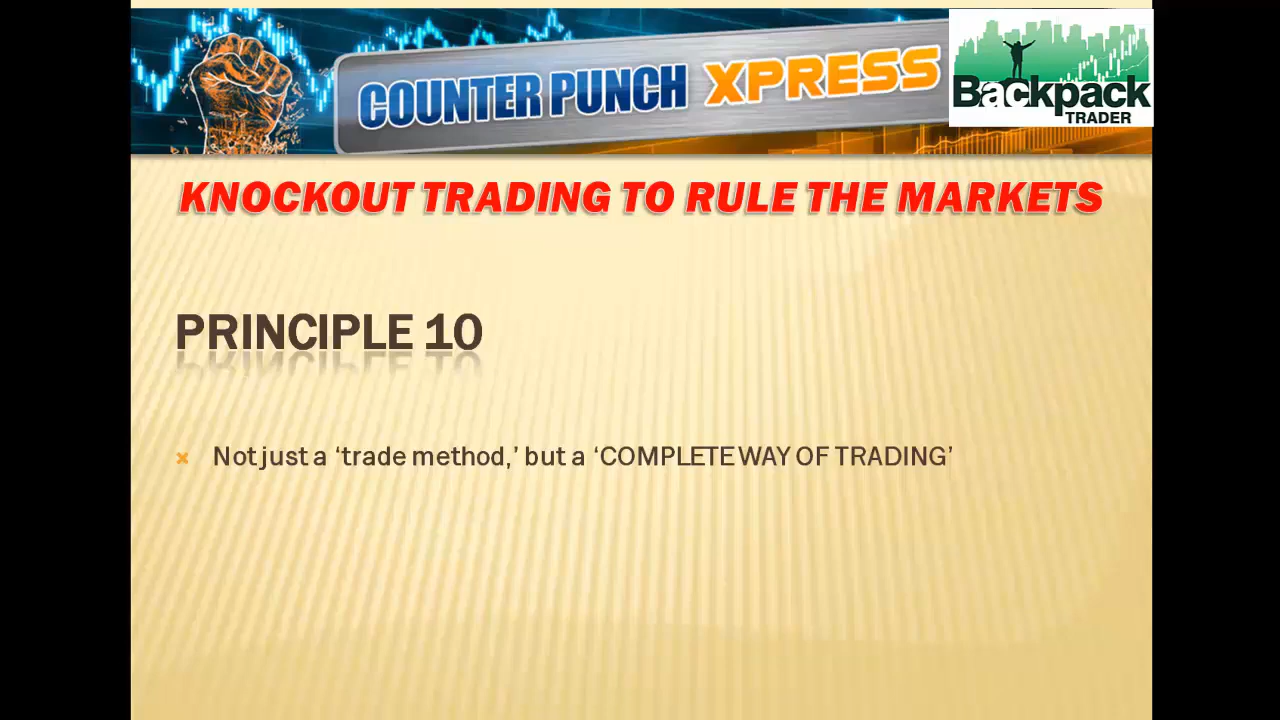 COUNTER PUNCH XPRESS
Backpack
TRADER
KNOCKOUT TRADING TO RULE THE MARKETS
PRINCIPLE 10
Not just a ‘trade method,’ but a ‘COMPLETE WAY OF TRADING’